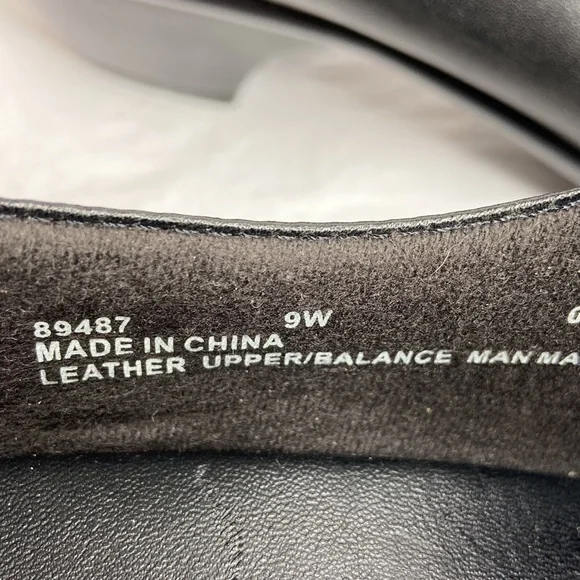 89487 9W
MADE IN CHINA
LEATHER UPPER/BALANCE MAN MA